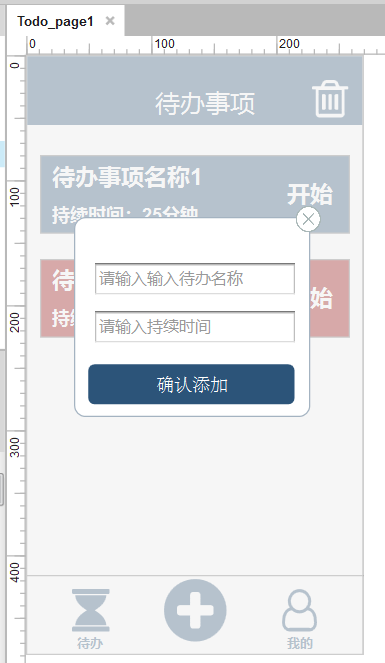 Todo_page1
0 100 200
0
100
200
300
400
待办事项
待办事项名称1
开始
持续时间：25分钟
待
始
持续
请输入输入待办名称
请输入持续时间
确认添加
待办
我的